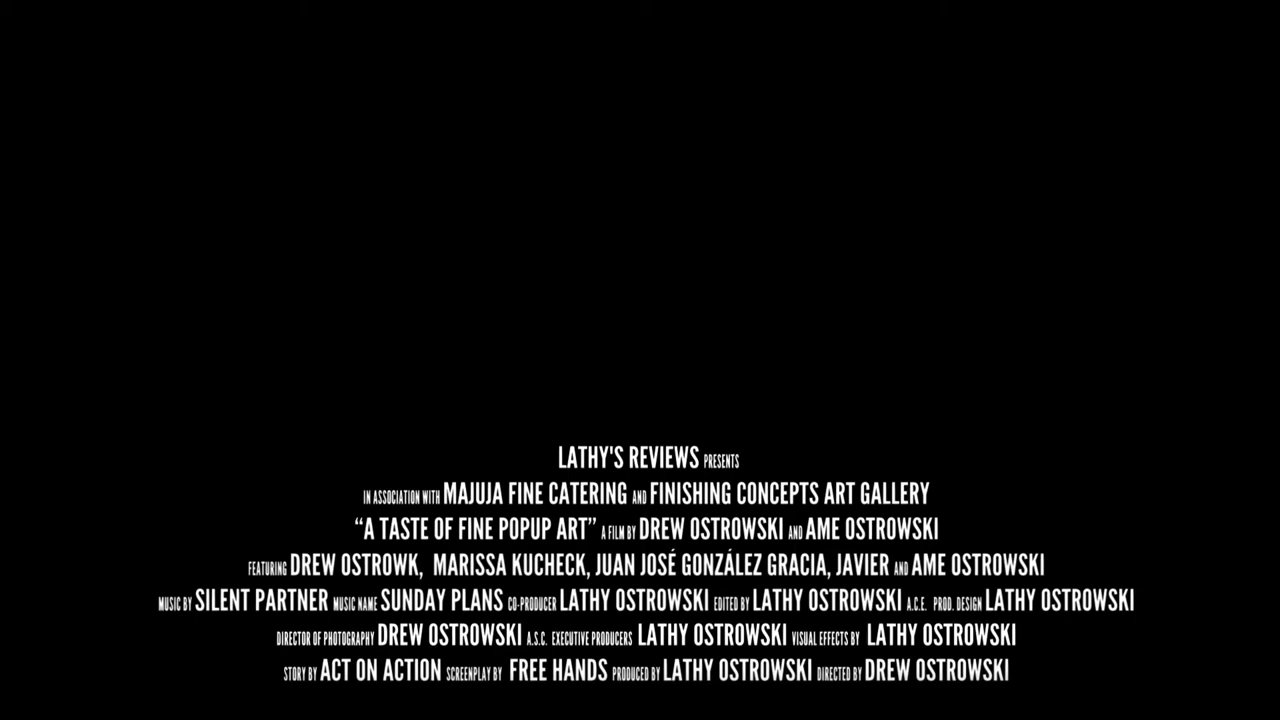 LATHY'S REVIEWS PRESENTS
IN ASSOCIATION WITH MAJUJA FINE CATERING AND FINISHING CONCEPTS ART GALLERY
“A TASTE OF FINE POPUP ART” A FILM BY DREW OSTROWSKI AND AME OSTROWSKI
FEATURING DREW OSTROWK, MARISSA KUCHECK, JUAN JOSÉ GONZÁLEZ GRACIA, JAVIER AND AME OSTROWSKI
MUSIC BY SILENT PARTNER MUSIC NAME SUNDAY PLANS CO-PRODUCER LATHY OSTROWSKI EDITED BY LATHY OSTROWSKI A.C.E. PROD. DESIGN LATHY OSTROWSKI
DIRECTOR OF PHOTOGRAPHY DREW OSTROWSKI A.S.C. EXECUTIVE PRODUCERS LATHY OSTROWSKI VISUAL EFFECTS BY LATHY OSTROWSKI
STORY BY ACT ON ACTION SCREENPLAY BY FREE HANDS PRODUCED BY LATHY OSTROWSKI DIRECTED BY DREW OSTROWSKI